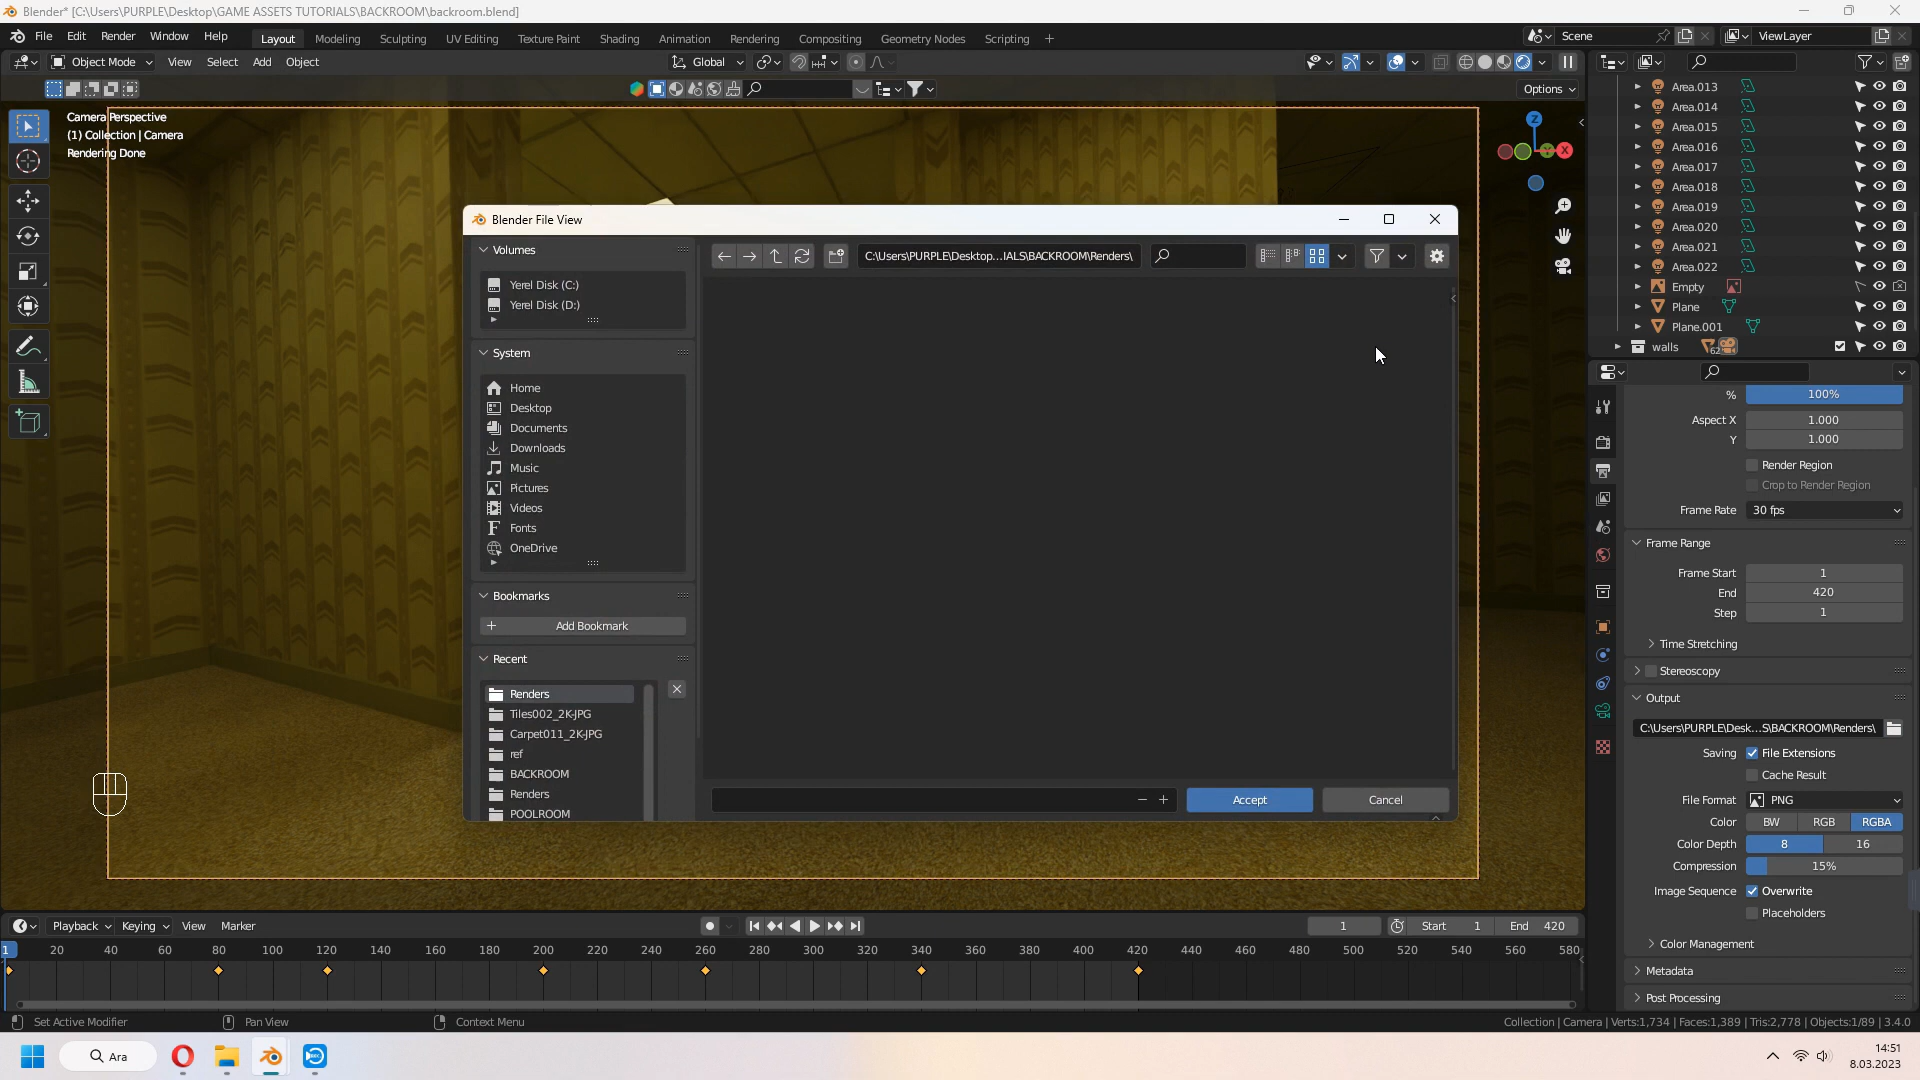 Blender* [C:\Users\PURPLE\Desktop\GAME ASSETS TUTORIALS\BACKROOM\backroom.blend]
File Edit Render Window Help Layout Modeling Sculpting UV Editing Texture Paint Shading Animation Rendering Compositing Geometry Nodes Scripting + Scene ViewLayer
Object Mode View Select Add Object Global
Options
Camera Perspective
(1) Collection | Camera
Rendering Done
Z
X
Y
Area.013
Area.014
Area.015
Area.016
Area.017
Area.018
Area.019
Area.020
Area.021
Area.022
Empty
Plane
Plane.001
walls 62
Blender File View
Volumes
Yerel Disk (C:)
Yerel Disk (D:)
System
Home
Desktop
Documents
Downloads
Music
Pictures
Videos
Fonts
OneDrive
Bookmarks
Add Bookmark
Recent
Renders
Tiles002_2K-JPG
Carpet011_2K-JPG
ref
BACKROOM
Renders
POOLROOM
C:\Users\PURPLE\Desktop...IALS\BACKROOM\Renders\
Accept Cancel
% 100%
Aspect X 1.000
Y 1.000
Render Region
Crop to Render Region
Frame Rate 30 fps
Frame Range
Frame Start 1
End 420
Step 1
Time Stretching
Stereoscopy
Output
C:\Users\PURPLE\Desk...S\BACKROOM\Renders\
Saving File Extensions
Cache Result
File Format PNG
Color BW RGB RGBA
Color Depth 8 16
Compression 15%
Image Sequence Overwrite
Placeholders
Color Management
Metadata
Post Processing
Playback Keying View Marker 1 Start 1 End 420
1 20 40 60 80 100 120 140 160 180 200 220 240 260 280 300 320 340 360 380 400 420 440 460 480 500 520 540 560 580
Set Active Modifier Pan View Context Menu Collection | Camera | Verts:1,734 | Faces:1,389 | Tris:2,778 | Objects:1/89 | 3.4.0
Ara
14:51
8.03.2023